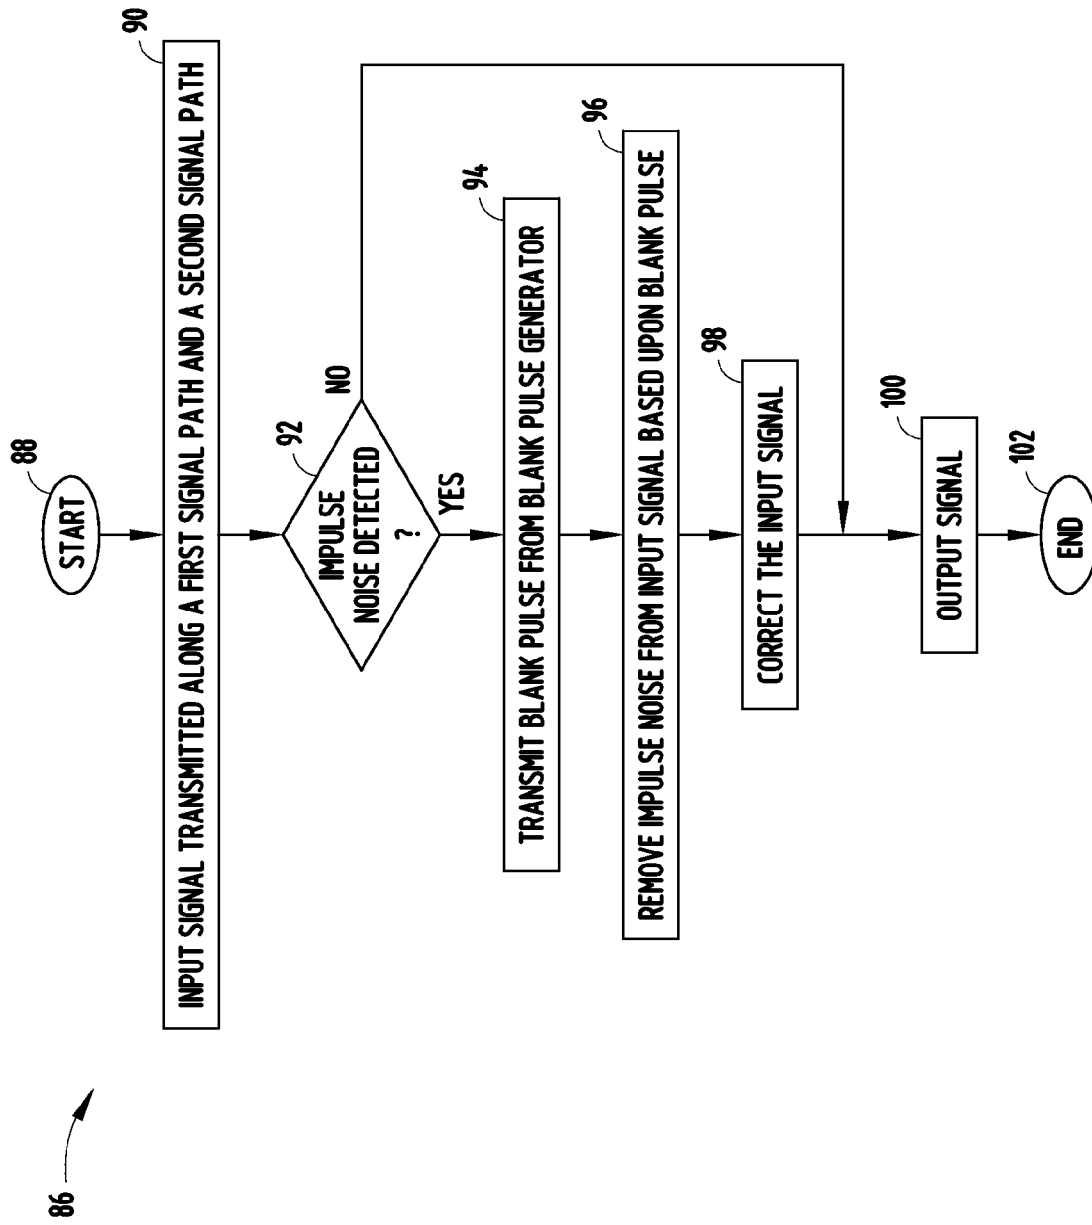 86
88
START
90
INPUT SIGNAL TRANSMITTED ALONG A FIRST SIGNAL PATH AND A SECOND SIGNAL PATH
92
IMPULSE
NOISE DETECTED
?
NO
YES
94
TRANSMIT BLANK PULSE FROM BLANK PULSE GENERATOR
96
REMOVE IMPULSE NOISE FROM INPUT SIGNAL BASED UPON BLANK PULSE
98
CORRECT THE INPUT SIGNAL
100
OUTPUT SIGNAL
102
END